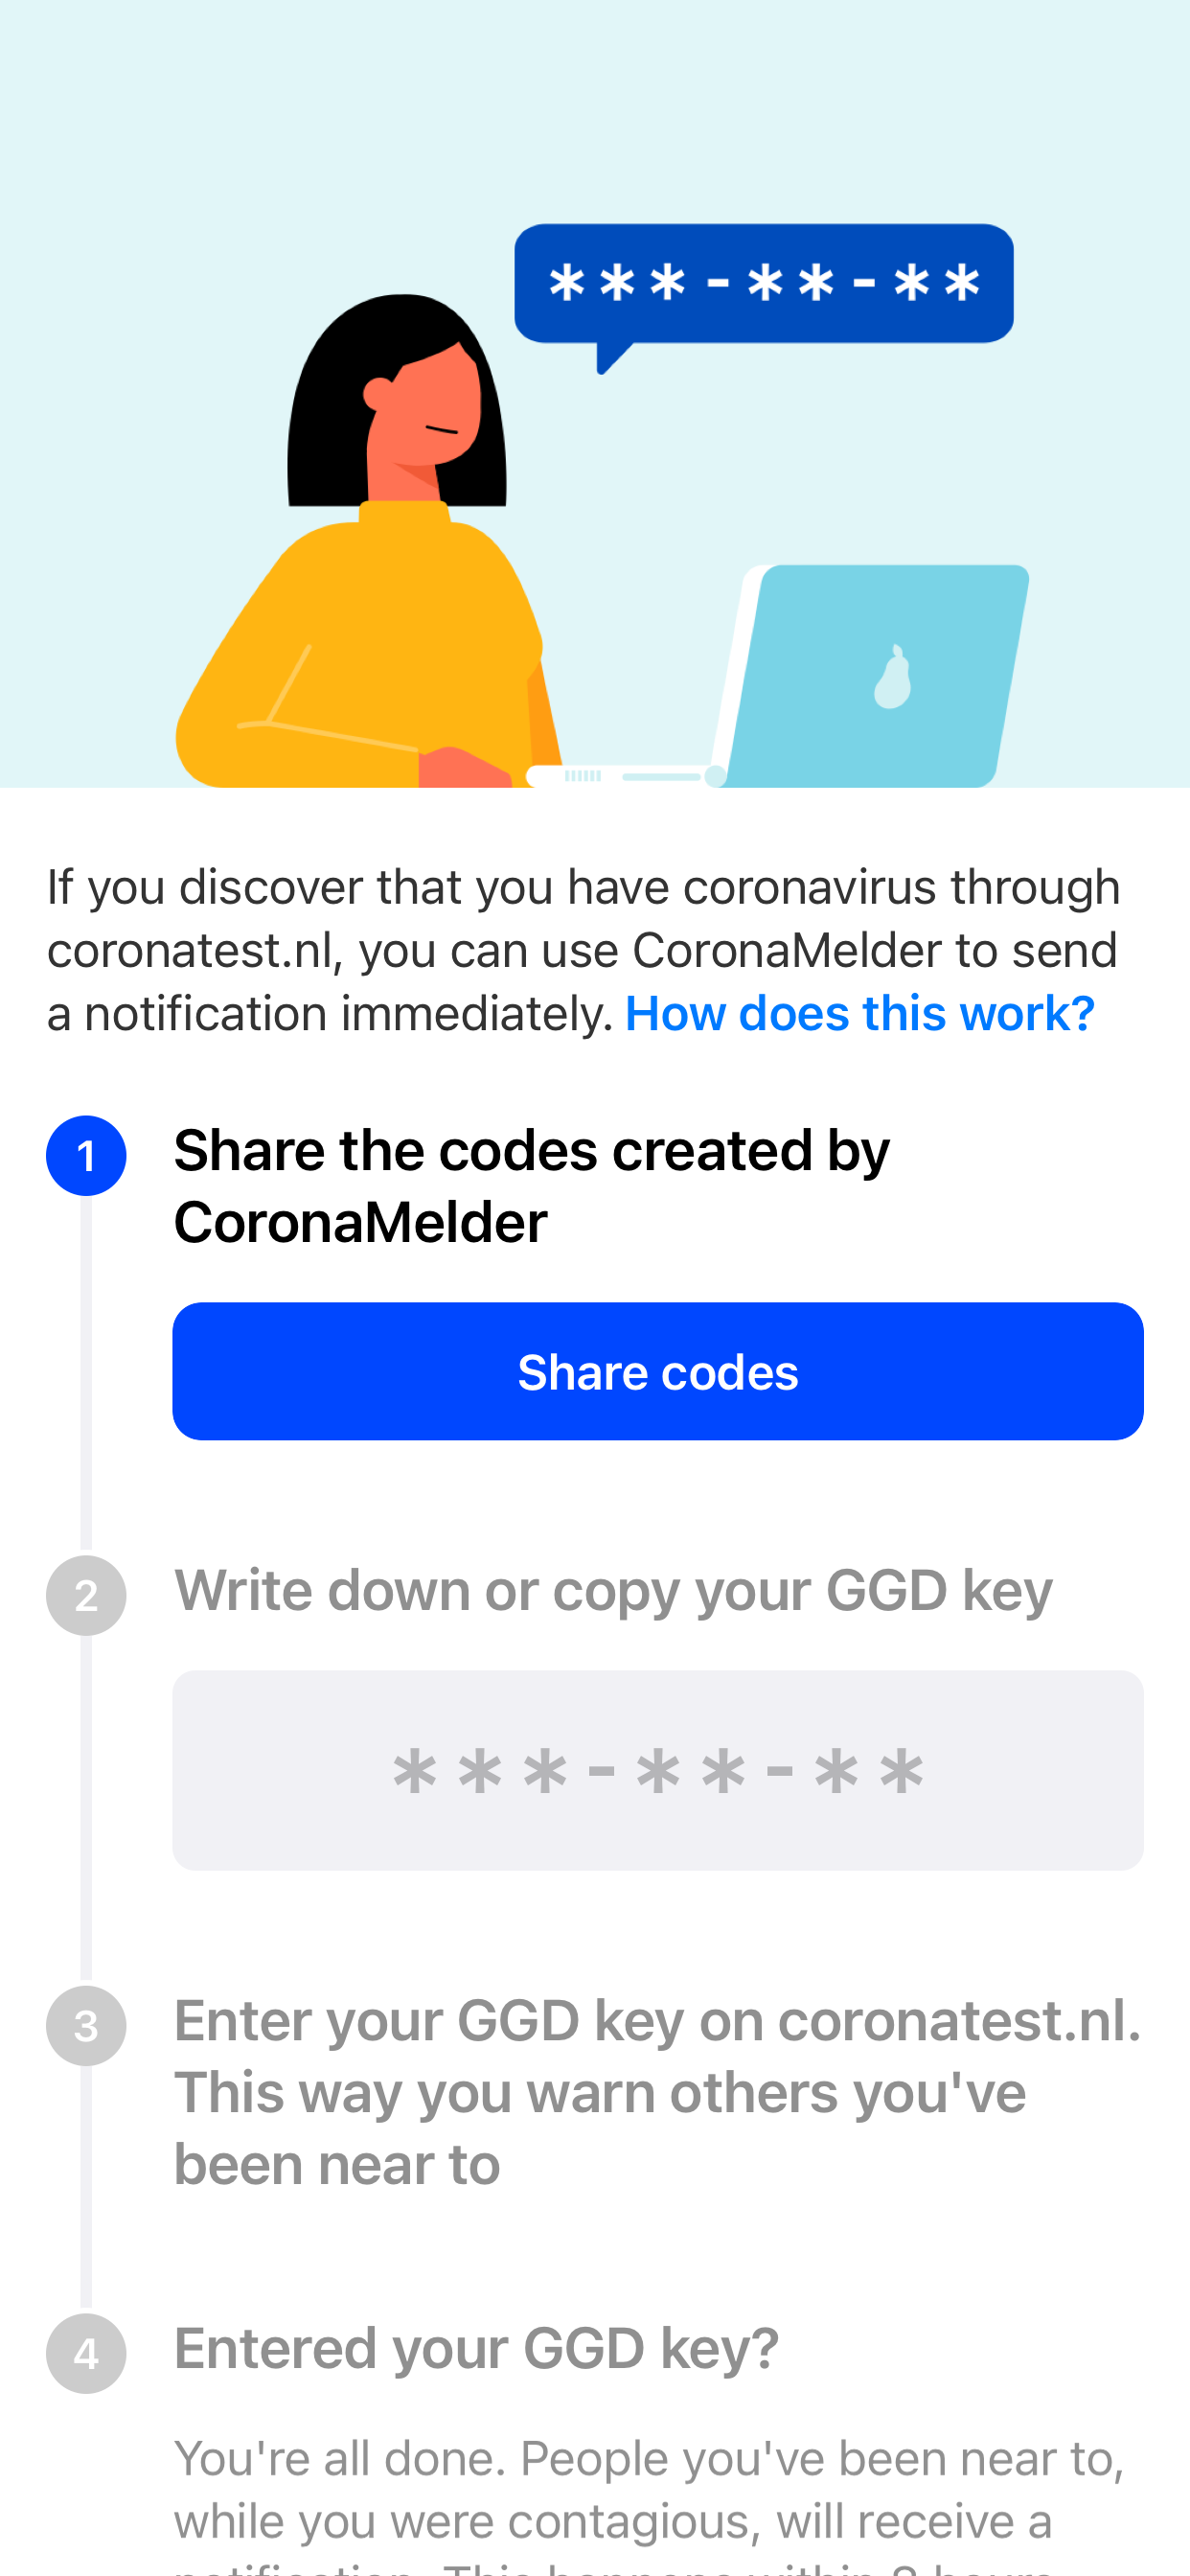 ***-**-**
If you discover that you have coronavirus through
coronatest.nl, you can use CoronaMelder to send
a notification immediately. How does this work?
1
Share the codes created by
CoronaMelder
Share codes
2
Write down or copy your GGD key
***-**-**
3
Enter your GGD key on coronatest.nl.
This way you warn others you've
been near to
4
Entered your GGD key?
You're all done. People you've been near to,
while you were contagious, will receive a
notification. This happens within